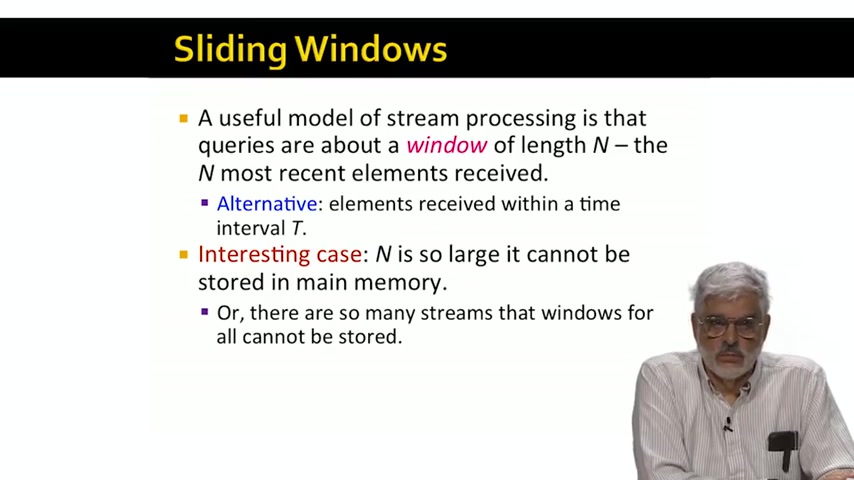 Sliding Windows
▪ A useful model of stream processing is that
queries are about a window of length N – the
N most recent elements received.
▪ Alternative: elements received within a time
interval T.
▪ Interesting case: N is so large it cannot be
stored in main memory.
▪ Or, there are so many streams that windows for
all cannot be stored.